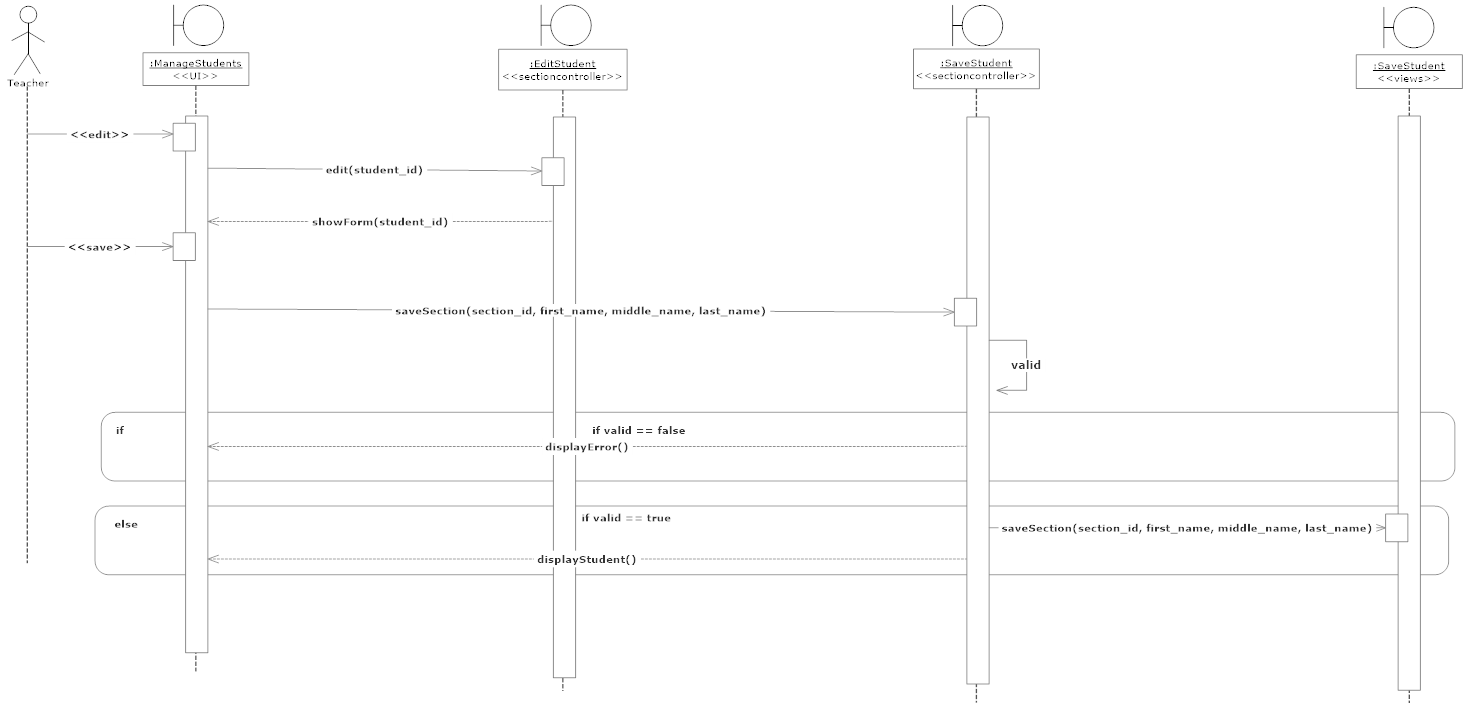 Teacher
:ManageStudents
<<UI>>
:EditStudent
<<sectioncontroller>>
:SaveStudent
<<sectioncontroller>>
:SaveStudent
<<views>>
<<edit>>
edit(student_id)
showForm(student_id)
<<save>>
saveSection(section_id, first_name, middle_name, last_name)
valid
if
if valid == false
displayError()
else
if valid == true
saveSection(section_id, first_name, middle_name, last_name)
displayStudent()